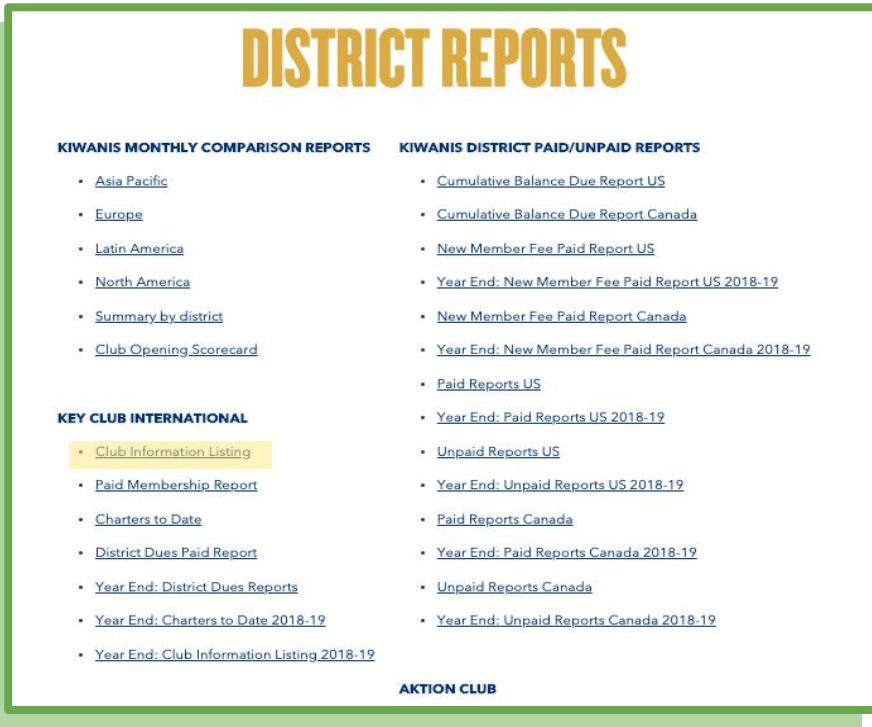 DISTRICT REPORTS
KIWANIS MONTHLY COMPARISON REPORTS
• Asia Pacific
• Europe
• Latin America
• North America
• Summary by district
• Club Opening Scorecard
KEY CLUB INTERNATIONAL
• Club Information Listing
• Paid Membership Report
• Charters to Date
• District Dues Paid Report
• Year End: District Dues Reports
• Year End: Charters to Date 2018-19
• Year End: Club Information Listing 2018-19
KIWANIS DISTRICT PAID/UNPAID REPORTS
• Cumulative Balance Due Report US
• Cumulative Balance Due Report Canada
• New Member Fee Paid Report US
• Year End: New Member Fee Paid Report US 2018-19
• New Member Fee Paid Report Canada
• Year End: New Member Fee Paid Report Canada 2018-19
• Paid Reports US
• Year End: Paid Reports US 2018-19
• Unpaid Reports US
• Year End: Unpaid Reports US 2018-19
• Paid Reports Canada
• Year End: Paid Reports Canada 2018-19
• Unpaid Reports Canada
• Year End: Unpaid Reports Canada 2018-19
AKTION CLUB